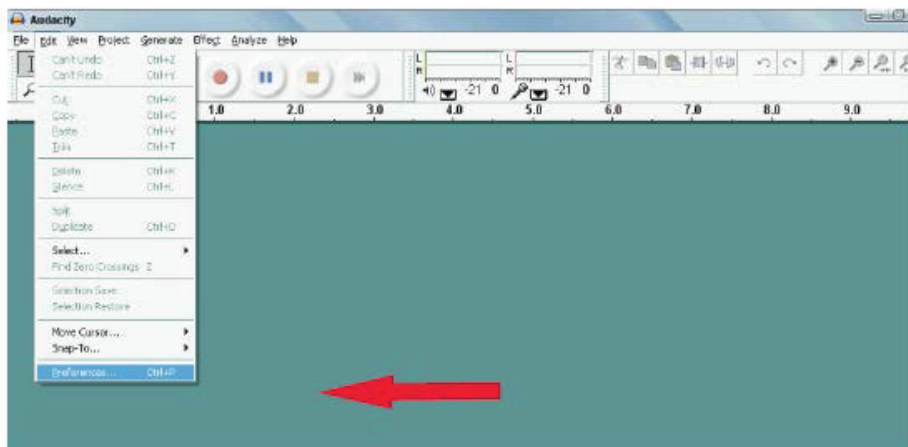 Audacity
File Edit View Project Generate Effect Analyze Help
Can't Undo Ctrl+Z
Can't Redo Ctrl+Y
Cut Ctrl+X
Copy Ctrl+C
Paste Ctrl+V
Trim Ctrl+T
Delete Ctrl+K
Silence Ctrl+L
Split
Duplicate Ctrl+D
Select...
Find Zero Crossings Z
Selection Save
Selection Restore
Move Cursor...
Snap-To...
Preferences... Ctrl+P
L
R
-21 0
L
R
-21 0
1.0 2.0 3.0 4.0 5.0 6.0 7.0 8.0 9.0